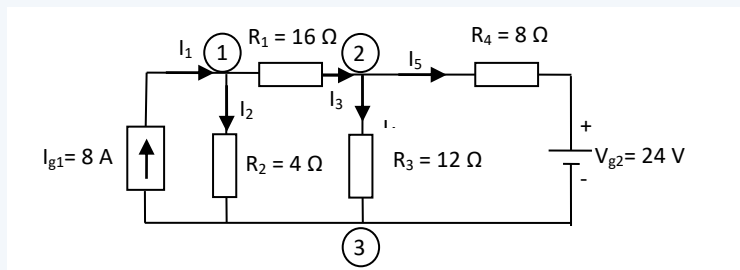 I1
1
R1 = 16 Ω
2
I5
R4 = 8 Ω
I2
I3
Ig1= 8 A
R2 = 4 Ω
R3 = 12 Ω
+
Vg2= 24 V
-
3